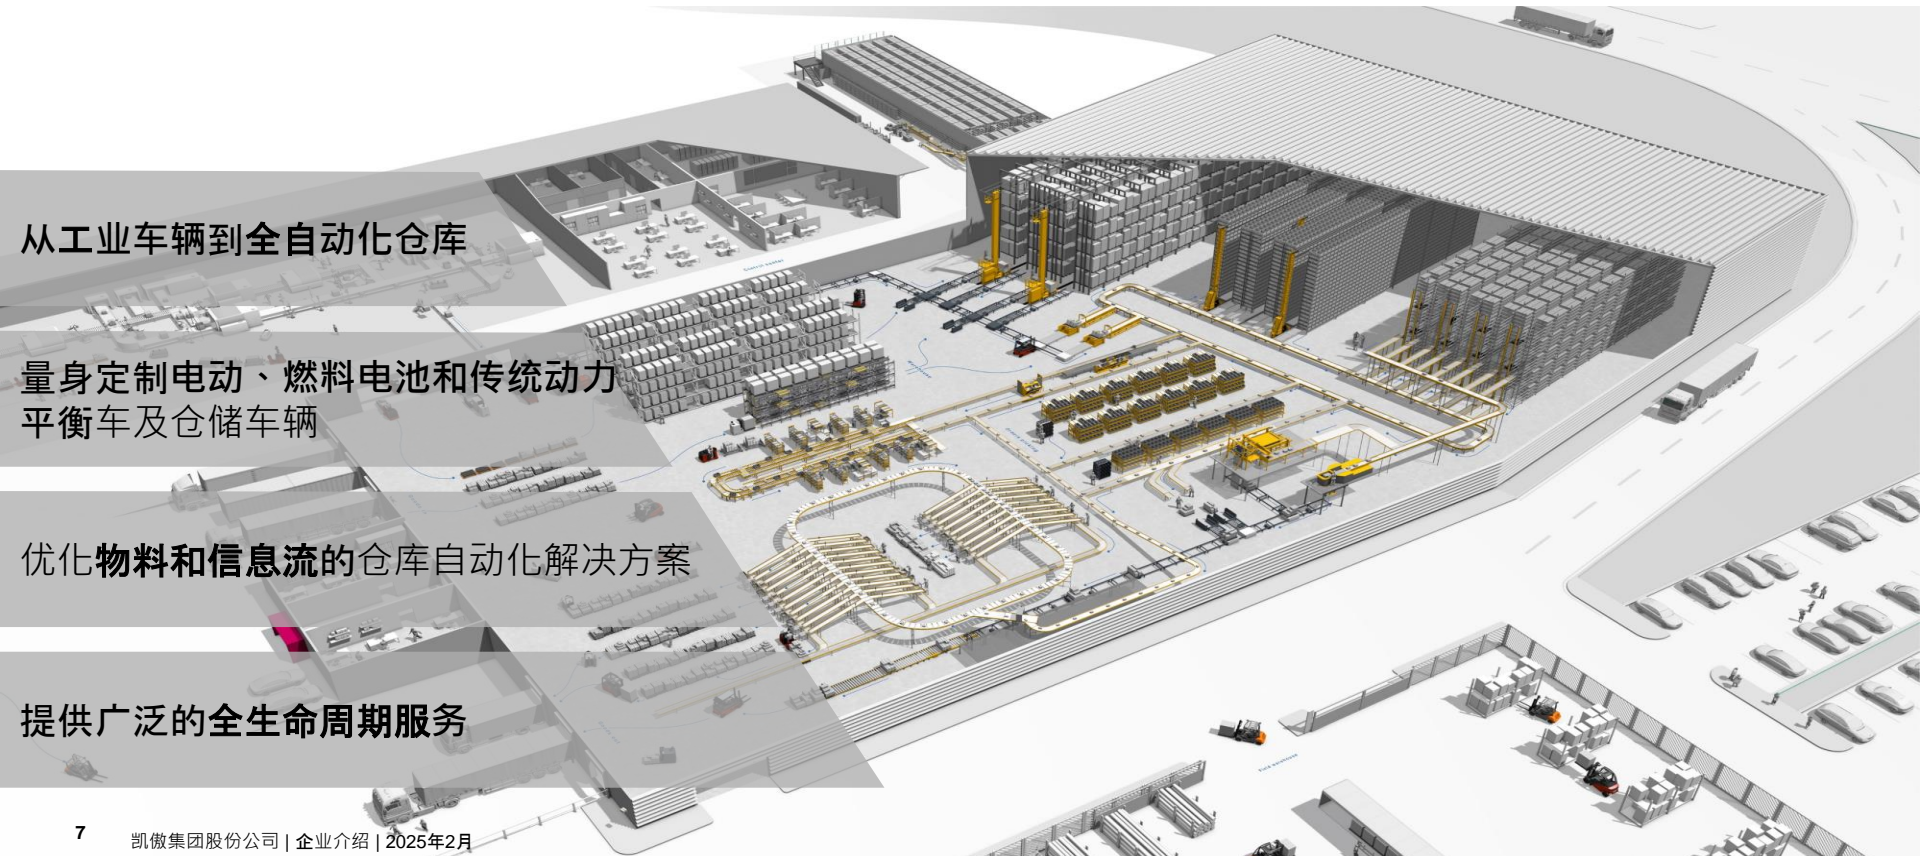 从工业车辆到全自动化仓库
量身定制电动、燃料电池和传统动力
平衡车及仓储车辆
优化物料和信息流的仓库自动化解决方案
提供广泛的全生命周期服务
7
凯傲集团股份公司 | 企业介绍 | 2025年2月